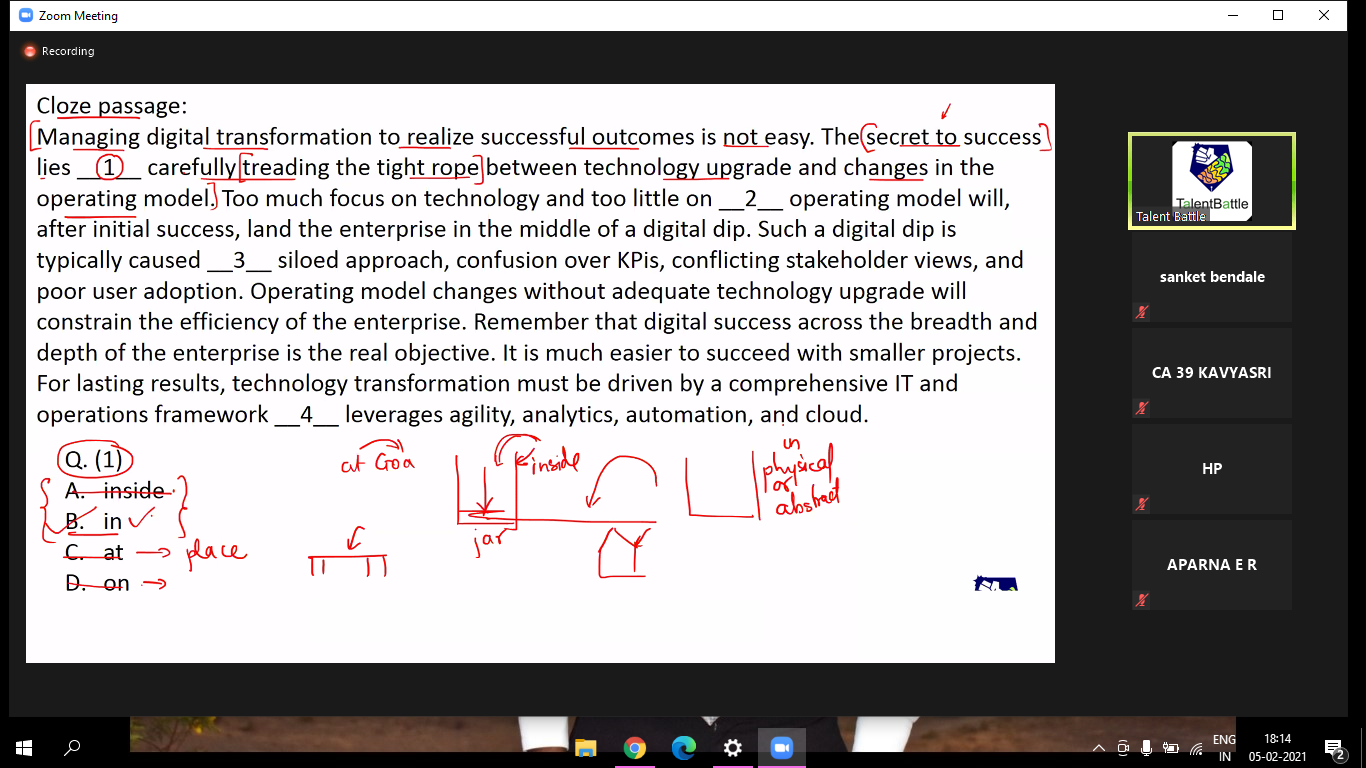 Zoom Meeting
Recording
Cloze passage:
Managing digital transformation to realize successful outcomes is not easy. The secret to success
lies __1__ carefully treading the tight rope between technology upgrade and changes in the
operating model. Too much focus on technology and too little on __2__ operating model will,
after initial success, land the enterprise in the middle of a digital dip. Such a digital dip is
typically caused __3__ siloed approach, confusion over KPis, conflicting stakeholder views, and
poor user adoption. Operating model changes without adequate technology upgrade will
constrain the efficiency of the enterprise. Remember that digital success across the breadth and
depth of the enterprise is the real objective. It is much easier to succeed with smaller projects.
For lasting results, technology transformation must be driven by a comprehensive IT and
operations framework __4__ leverages agility, analytics, automation, and cloud.
Q. (1)
A. inside
B. in
C. at → place
D. on →
at Goa
inside
jar
in
physical
or
abstract
TalentBattle
Talent Battle
sanket bendale
CA 39 KAVYASRI
HP
APARNA E R
ENG
IN
18:14
05-02-2021
2